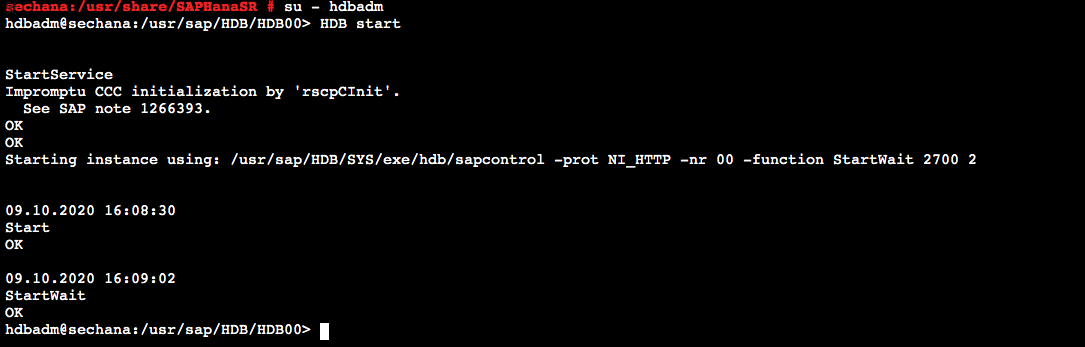 sechana:/usr/share/SAPHanaSR # su - hdbadm
hdbadm@sechana:/usr/sap/HDB/HDB00> HDB start
StartService
Impromptu CCC initialization by 'rscpCInit'.
  See SAP note 1266393.
OK
OK
Starting instance using: /usr/sap/HDB/SYS/exe/hdb/sapcontrol -prot NI_HTTP -nr 00 -function StartWait 2700 2
09.10.2020 16:08:30
Start
OK
09.10.2020 16:09:02
StartWait
OK
hdbadm@sechana:/usr/sap/HDB/HDB00>